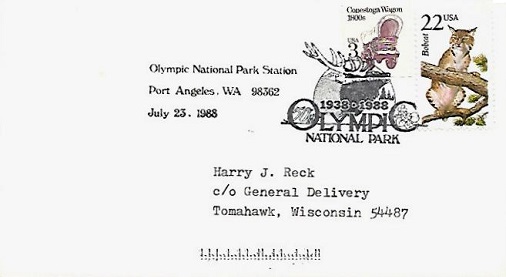 Conestoga Wagon
1800s
USA
3
22 USA
Bobcat
Olympic National Park Station
Port Angeles, WA 98362
July 23, 1988
1938 • 1988
OLYMPIC
NATIONAL PARK
Harry J. Reck
c/o General Delivery
Tomahawk, Wisconsin 54487